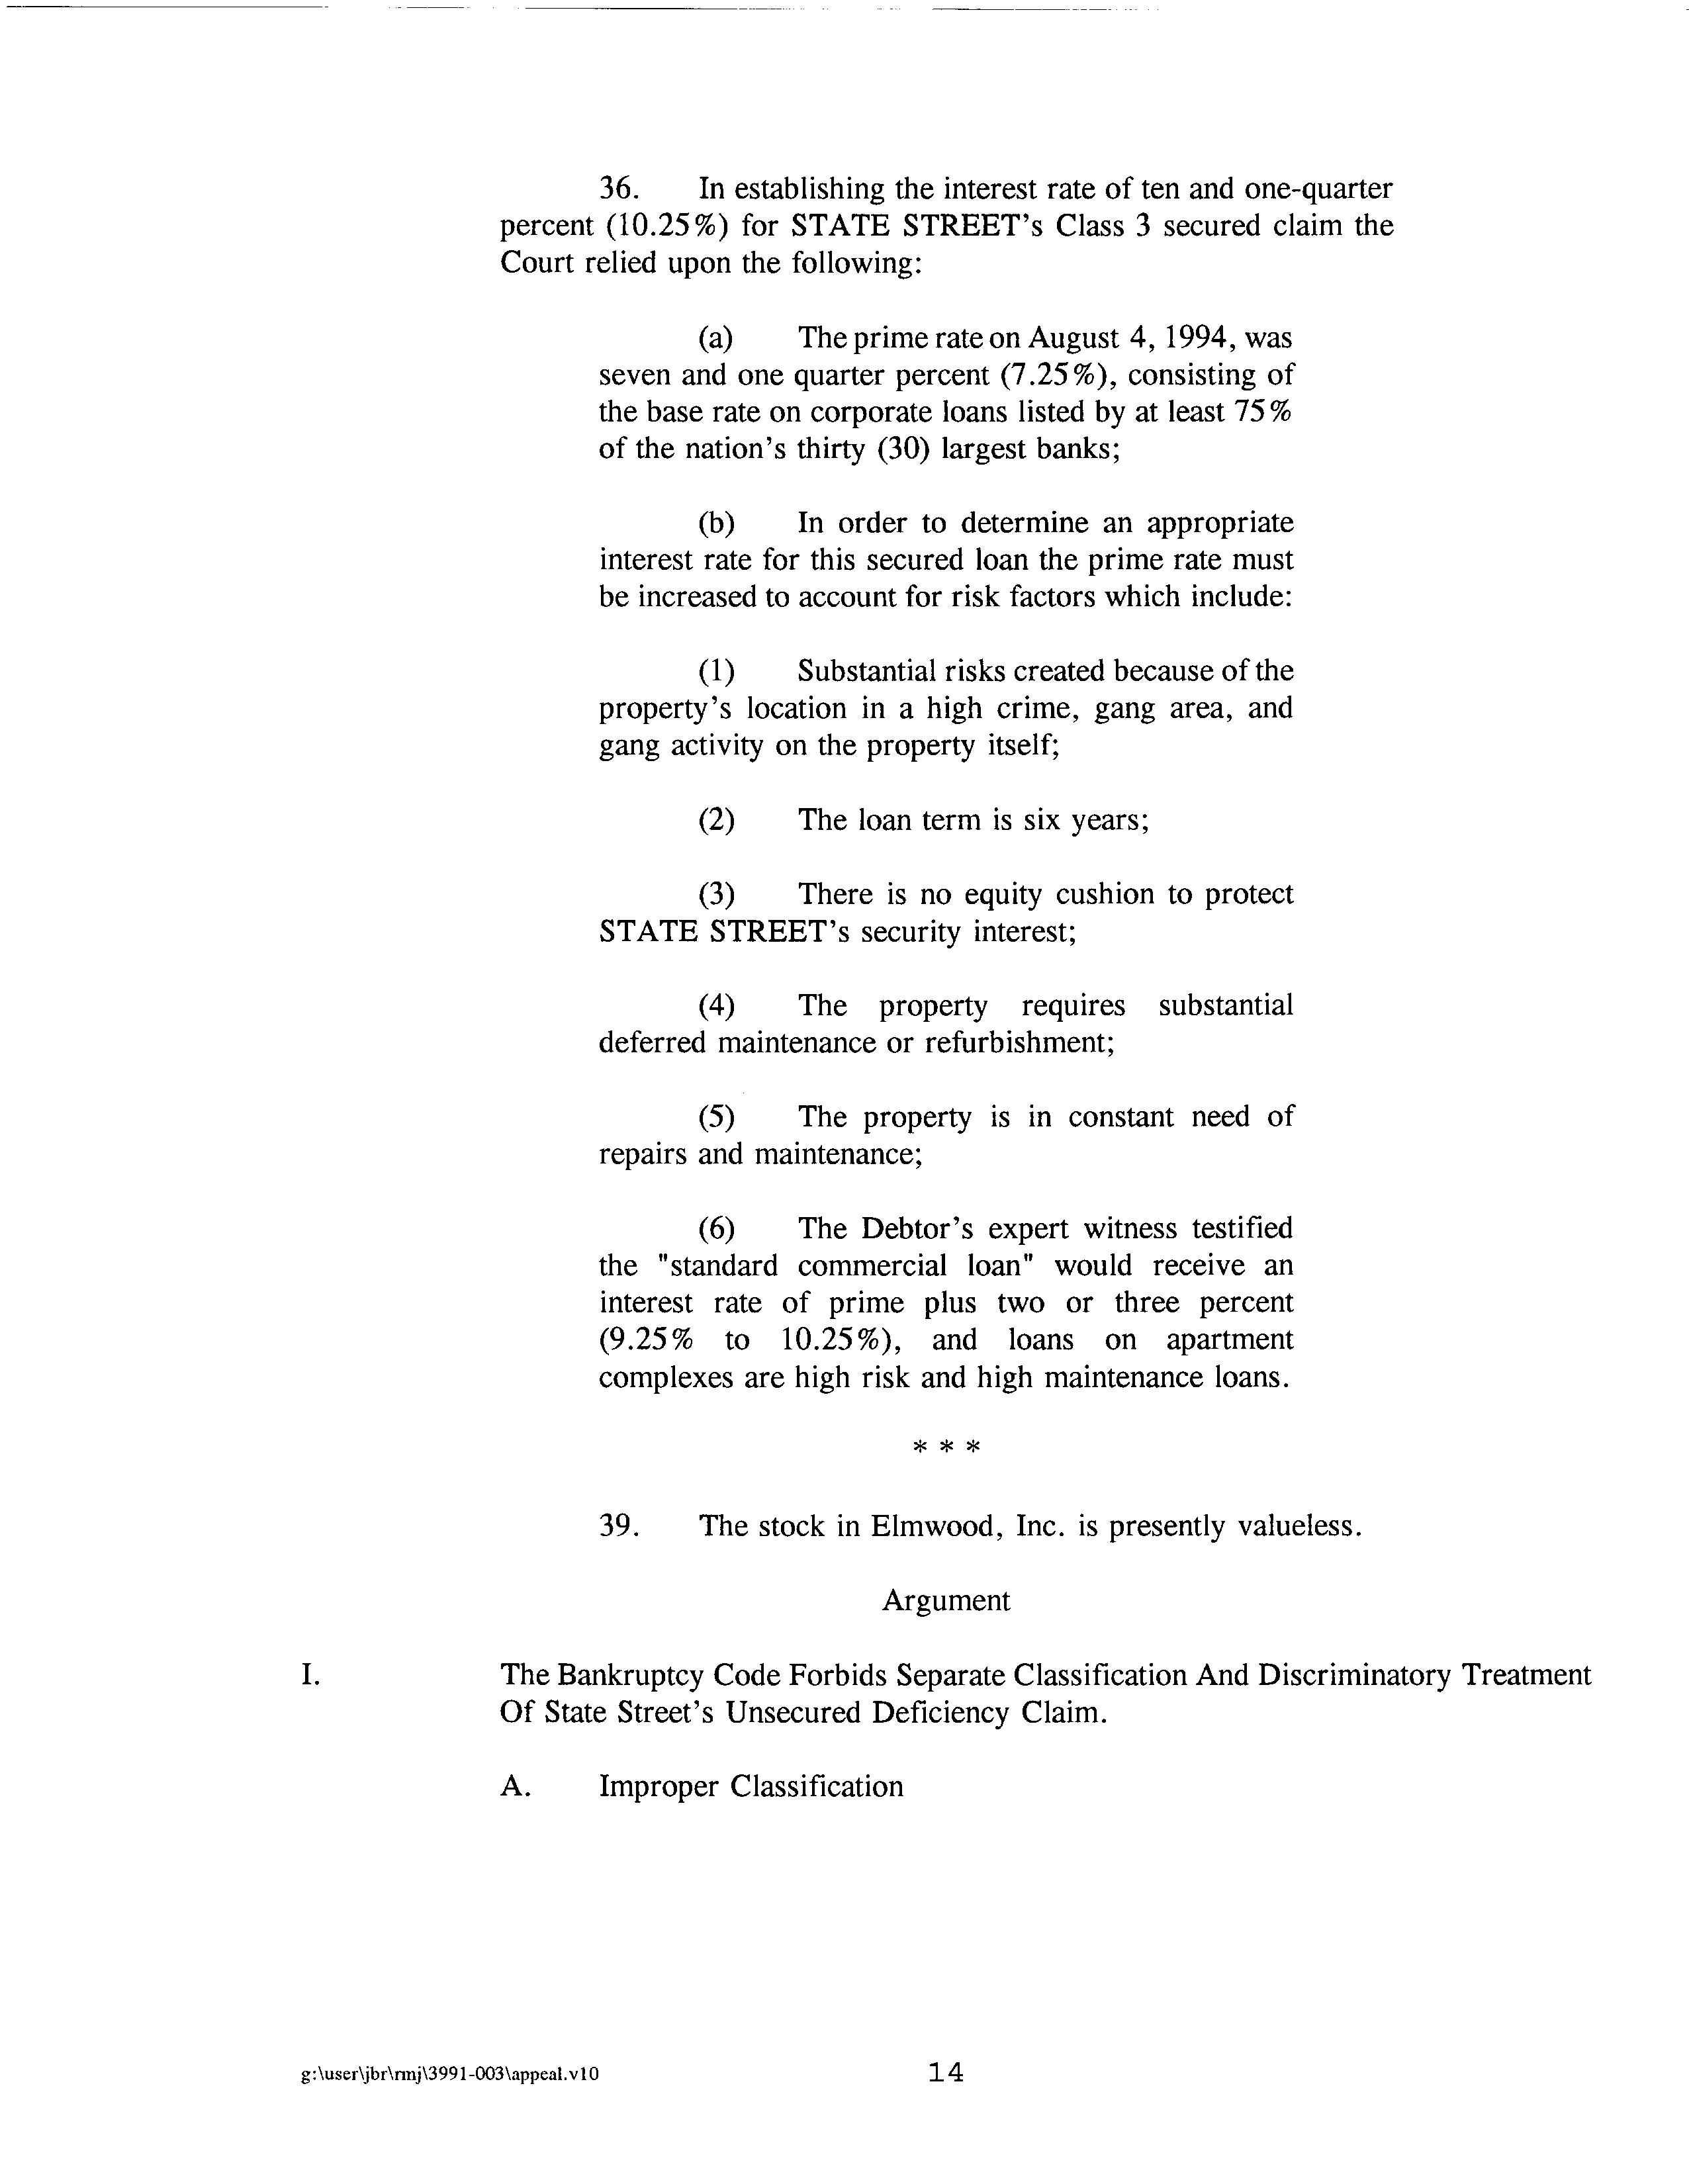 36. In establishing the interest rate of ten and one-quarter
percent (10.25%) for STATE STREET's Class 3 secured claim the
Court relied upon the following:
(a) The prime rate on August 4, 1994, was
seven and one quarter percent (7.25%), consisting of
the base rate on corporate loans listed by at least 75%
of the nation's thirty (30) largest banks;
(b) In order to determine an appropriate
interest rate for this secured loan the prime rate must
be increased to account for risk factors which include:
(1) Substantial risks created because of the
property's location in a high crime, gang area, and
gang activity on the property itself;
(2) The loan term is six years;
(3) There is no equity cushion to protect
STATE STREET's security interest;
(4) The property requires substantial
deferred maintenance or refurbishment;
(5) The property is in constant need of
repairs and maintenance;
(6) The Debtor's expert witness testified
the "standard commercial loan" would receive an
interest rate of prime plus two or three percent
(9.25% to 10.25%), and loans on apartment
complexes are high risk and high maintenance loans.
* * *
39. The stock in Elmwood, Inc. is presently valueless.
Argument
I. The Bankruptcy Code Forbids Separate Classification And Discriminatory Treatment
Of State Street's Unsecured Deficiency Claim.
A. Improper Classification
g:\user\jbr\rmj\3991-003\appeal.v10 14